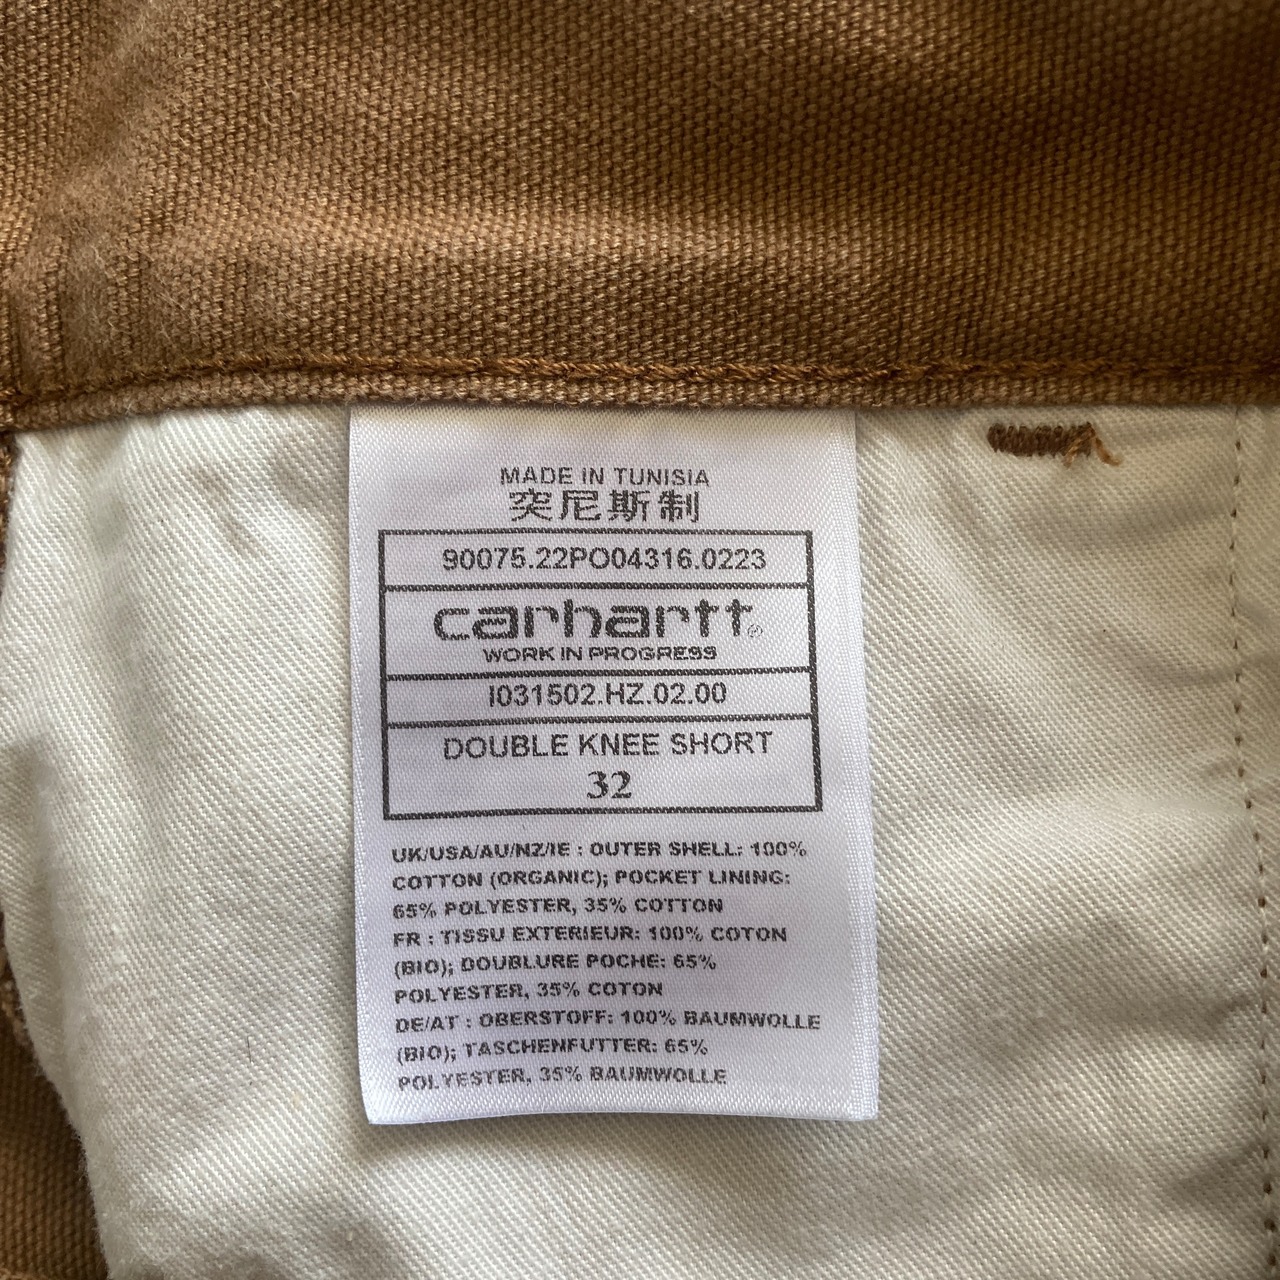 MADE IN TUNISIA
突尼斯制
90075.22PO04316.0223
carhartt®
WORK IN PROGRESS
I031502.HZ.02.00
DOUBLE KNEE SHORT
32
UK/USA/AU/NZ/IE : OUTER SHELL: 100%
COTTON (ORGANIC); POCKET LINING:
65% POLYESTER, 35% COTTON
FR : TISSU EXTERIEUR: 100% COTON
(BIO); DOUBLURE POCHE: 65%
POLYESTER, 35% COTON
DE/AT : OBERSTOFF: 100% BAUMWOLLE
(BIO); TASCHENFUTTER: 65%
POLYESTER, 35% BAUMWOLLE